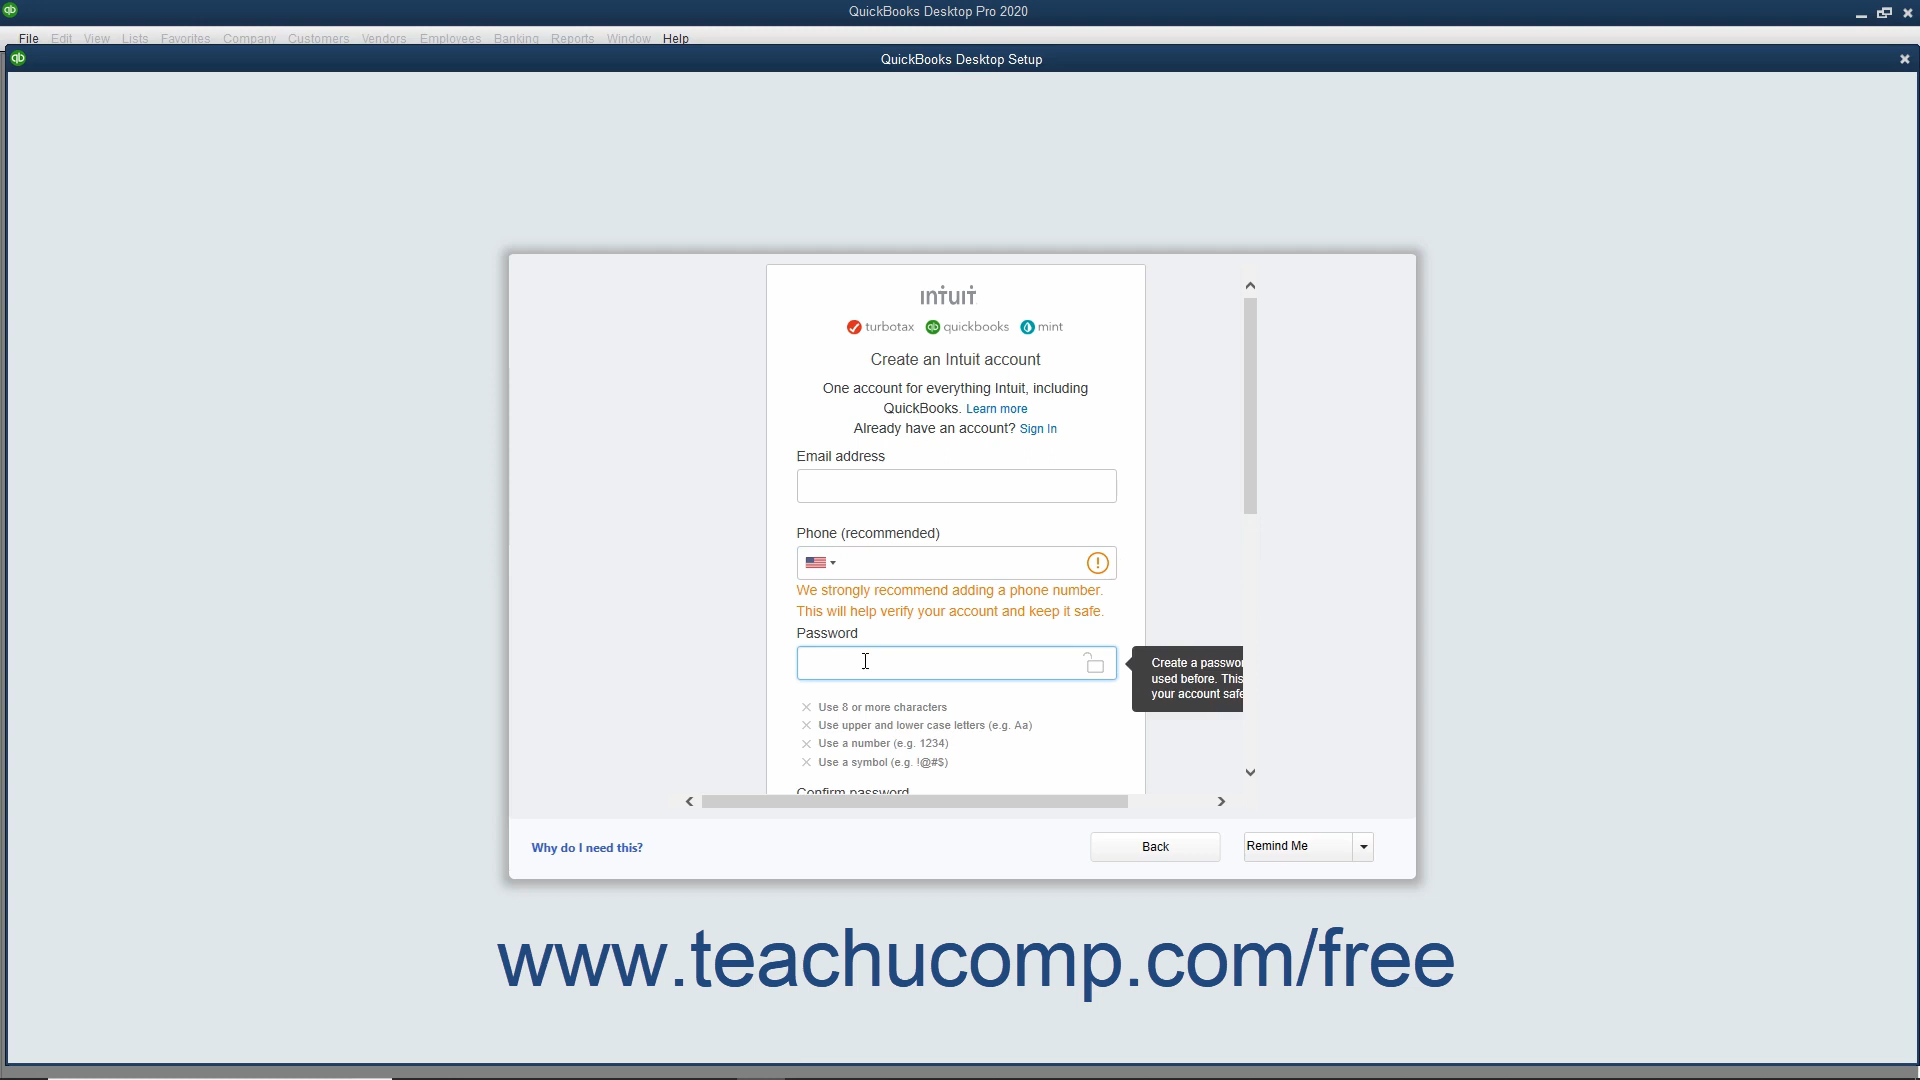 QuickBooks Desktop Pro 2020
File Edit View Lists Favorites Company Customers Vendors Employees Banking Reports Window Help
QuickBooks Desktop Setup
intuit
turbotax quickbooks mint
Create an Intuit account
One account for everything Intuit, including
QuickBooks. Learn more
Already have an account? Sign In
Email address
Phone (recommended)
We strongly recommend adding a phone number.
This will help verify your account and keep it safe.
Password
Create a passwor
used before. This
your account safe
Use 8 or more characters
Use upper and lower case letters (e.g. Aa)
Use a number (e.g. 1234)
Use a symbol (e.g. !@#$)
Confirm password
Why do I need this?
Back
Remind Me
www.teachucomp.com/free